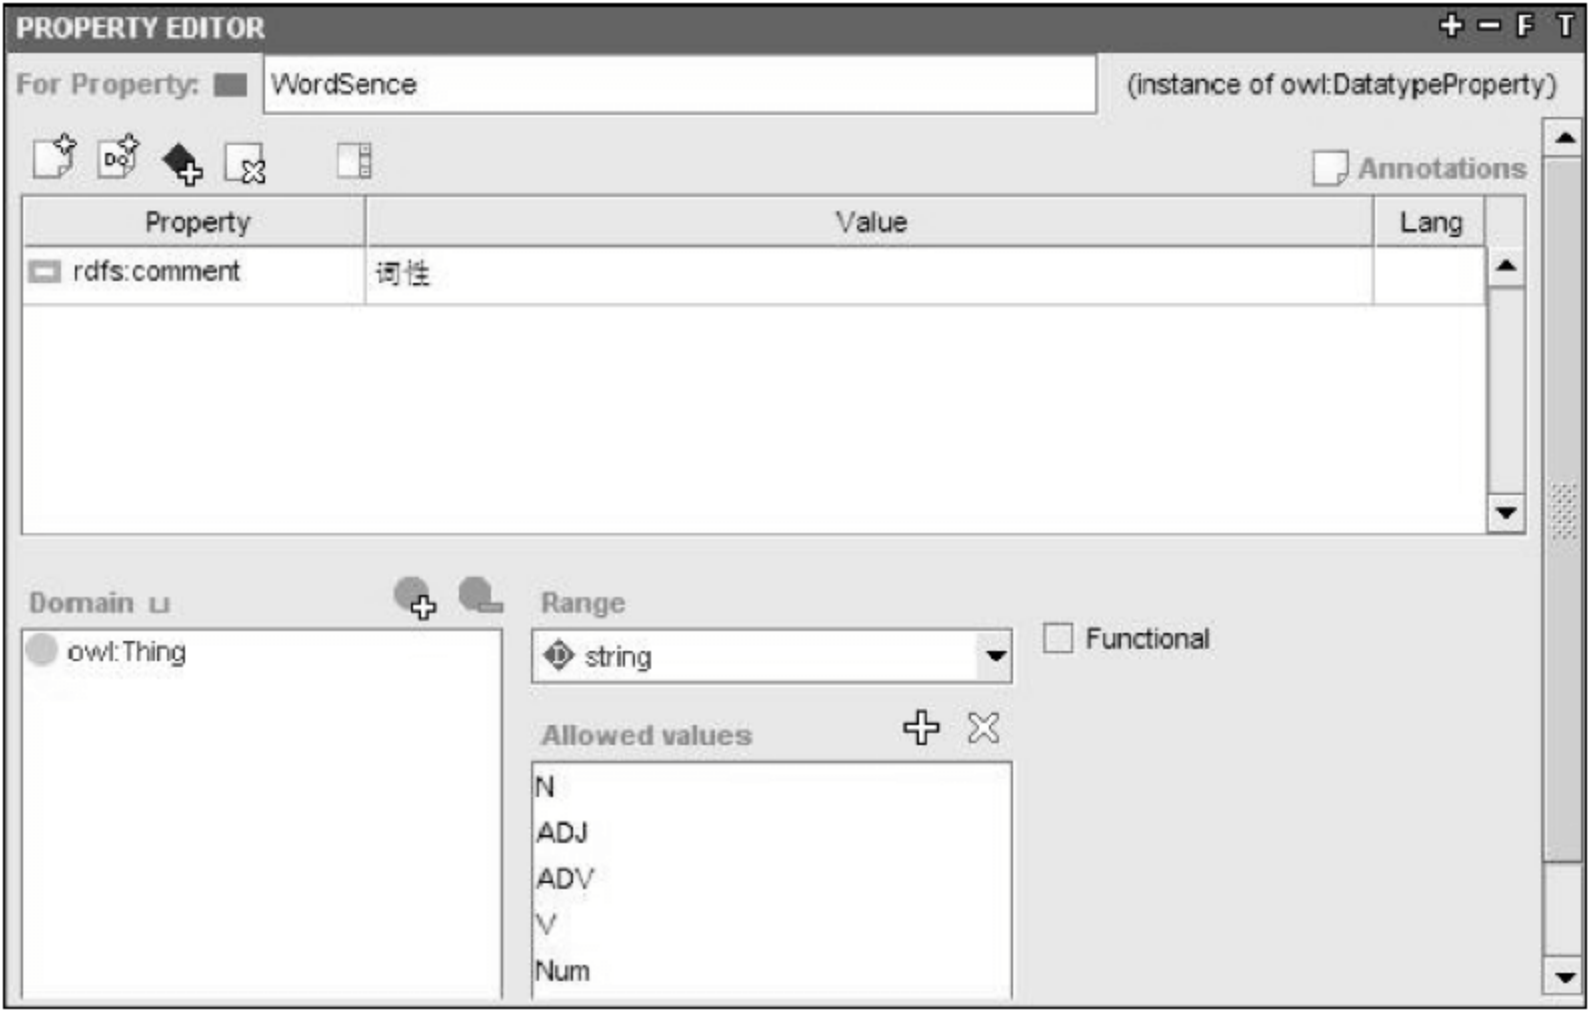 PROPERTY EDITOR + − F T
For Property: WordSence (instance of owl:DatatypeProperty)
Annotations
Property Value Lang
rdfs:comment 词性
Domain ⊔ Range
owl:Thing string Functional
Allowed values
N
ADJ
ADV
V
Num